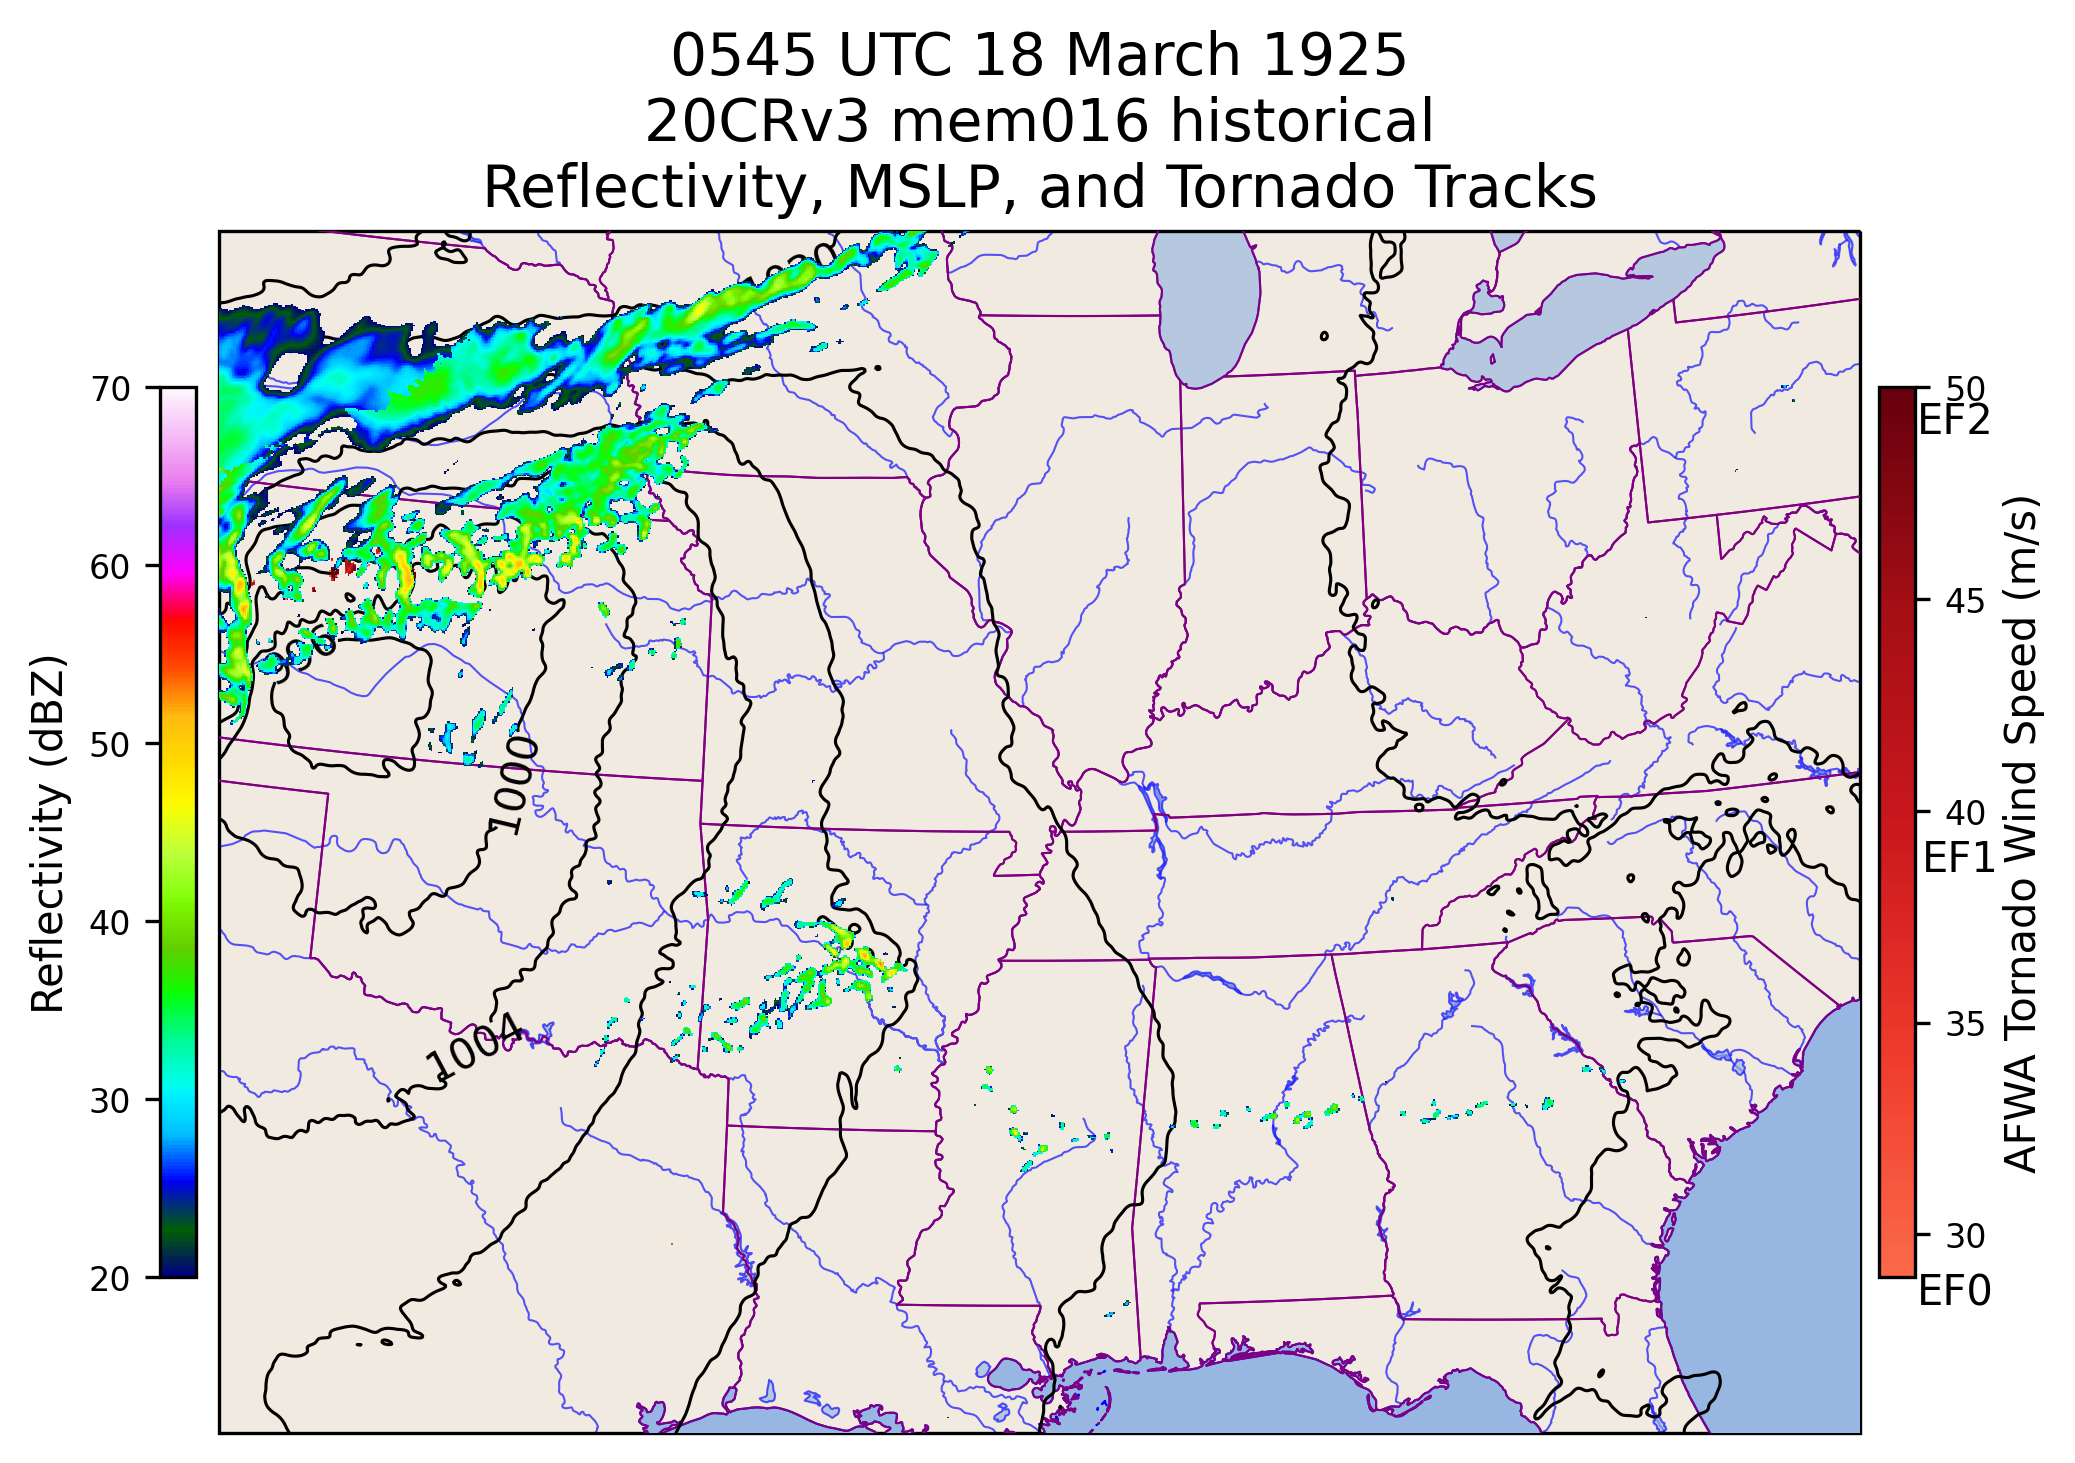 0545 UTC 18 March 1925
20CRv3 mem016 historical
Reflectivity, MSLP, and Tornado Tracks
70
60
50
40
30
20
Reflectivity (dBZ)
1000
1004
50
EF2
45
40
EF1
35
30
EF0
AFWA Tornado Wind Speed (m/s)